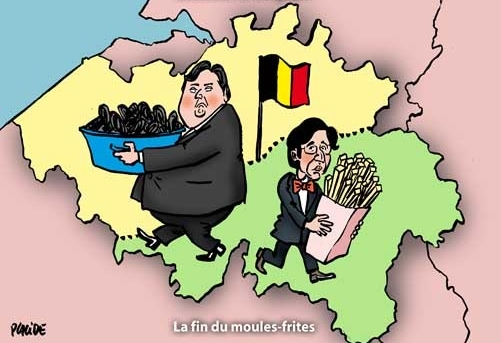 La fin du moules-frites
PLACIDE